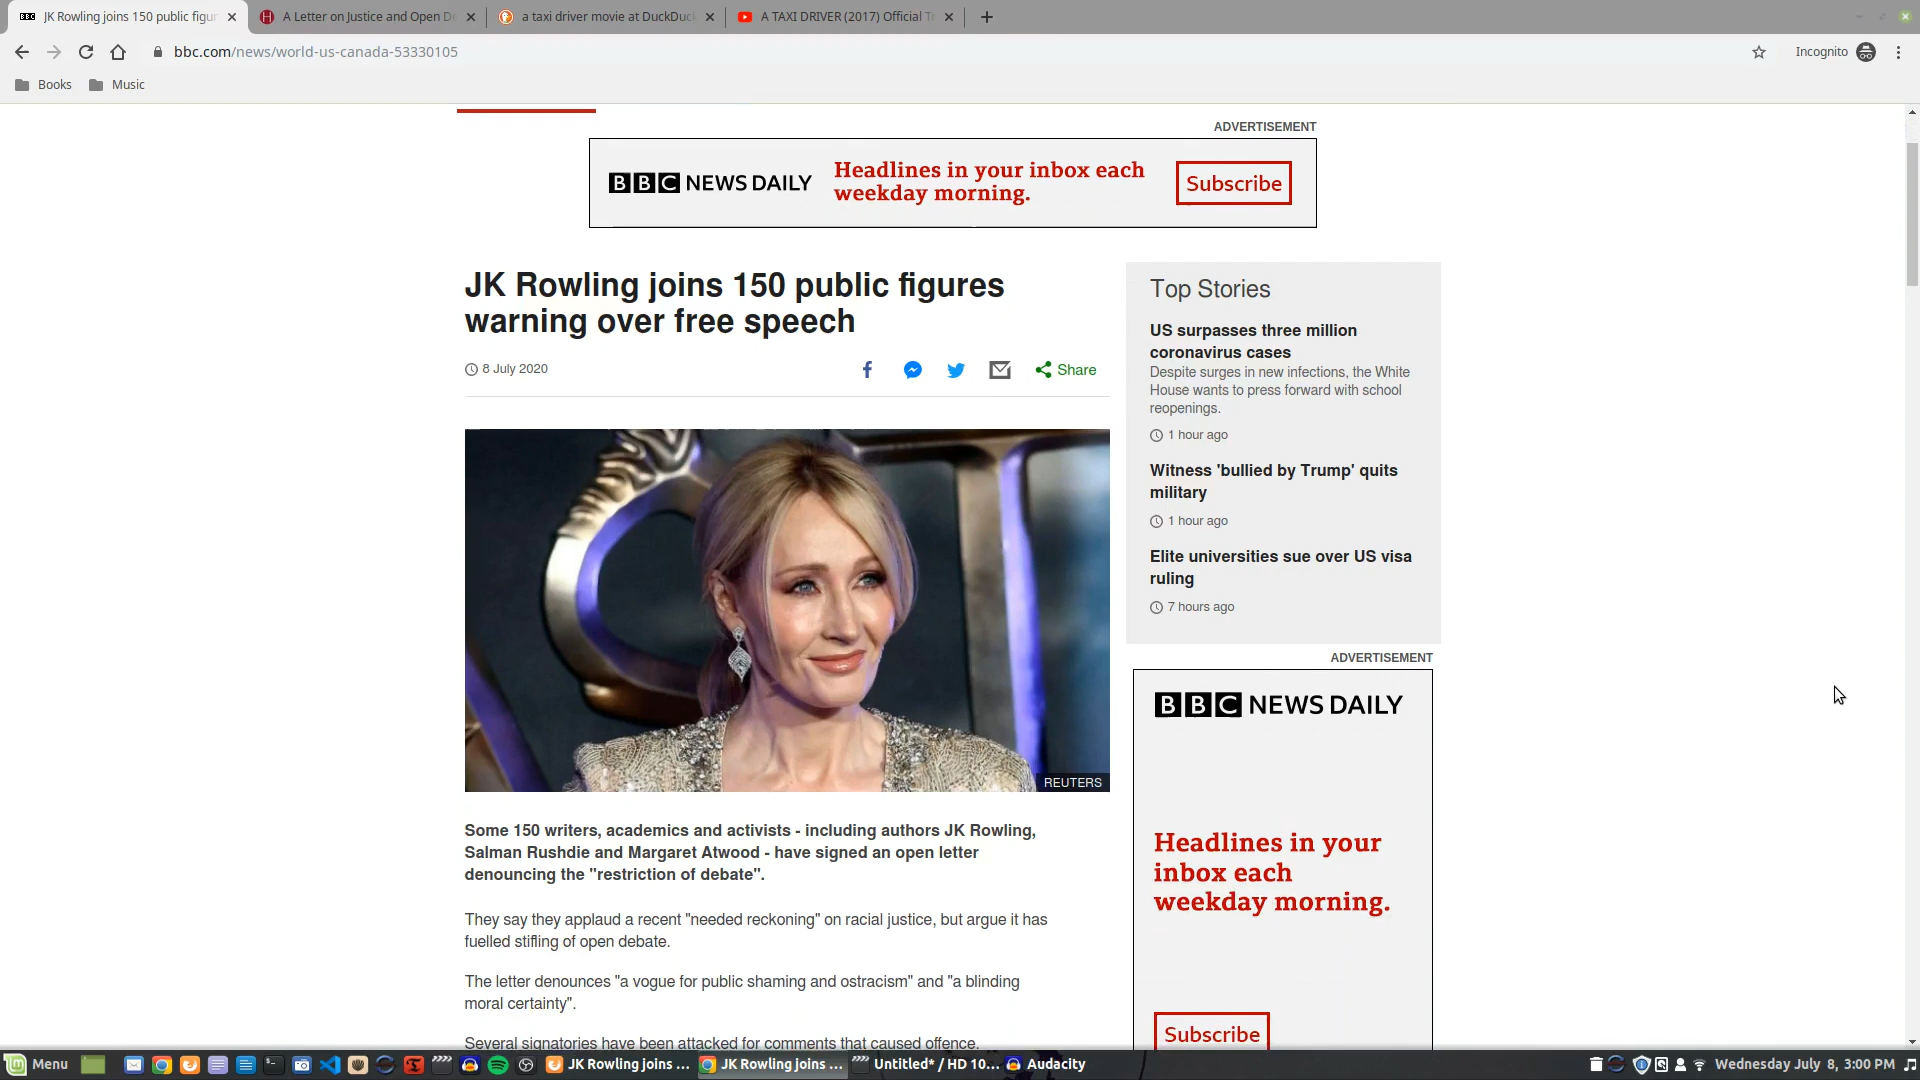 JK Rowling joins 150 public figur
A Letter on Justice and Open De
a taxi driver movie at DuckDuc
A TAXI DRIVER (2017) Official Tr
bbc.com/news/world-us-canada-53330105
Incognito
Books
Music
ADVERTISEMENT
BBC NEWS DAILY
Headlines in your inbox each
weekday morning.
Subscribe
JK Rowling joins 150 public figures
warning over free speech
8 July 2020
Share
REUTERS
Some 150 writers, academics and activists - including authors JK Rowling,
Salman Rushdie and Margaret Atwood - have signed an open letter
denouncing the "restriction of debate".
They say they applaud a recent "needed reckoning" on racial justice, but argue it has
fuelled stifling of open debate.
The letter denounces "a vogue for public shaming and ostracism" and "a blinding
moral certainty".
Several signatories have been attacked for comments that caused offence.
Top Stories
US surpasses three million
coronavirus cases
Despite surges in new infections, the White
House wants to press forward with school
reopenings.
1 hour ago
Witness 'bullied by Trump' quits
military
1 hour ago
Elite universities sue over US visa
ruling
7 hours ago
ADVERTISEMENT
BBC NEWS DAILY
Headlines in your
inbox each
weekday morning.
Subscribe
Menu
JK Rowling joins ...
JK Rowling joins ...
Untitled* / HD 10...
Audacity
Wednesday July 8, 3:00 PM